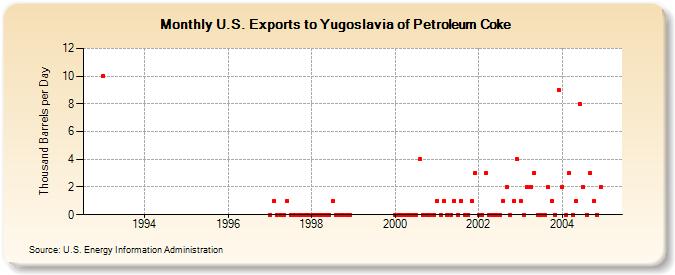 Monthly U.S. Exports to Yugoslavia of Petroleum Coke
Thousand Barrels per Day
12
10
8
6
4
2
0
1994 1996 1998 2000 2002 2004
Source: U.S. Energy Information Administration